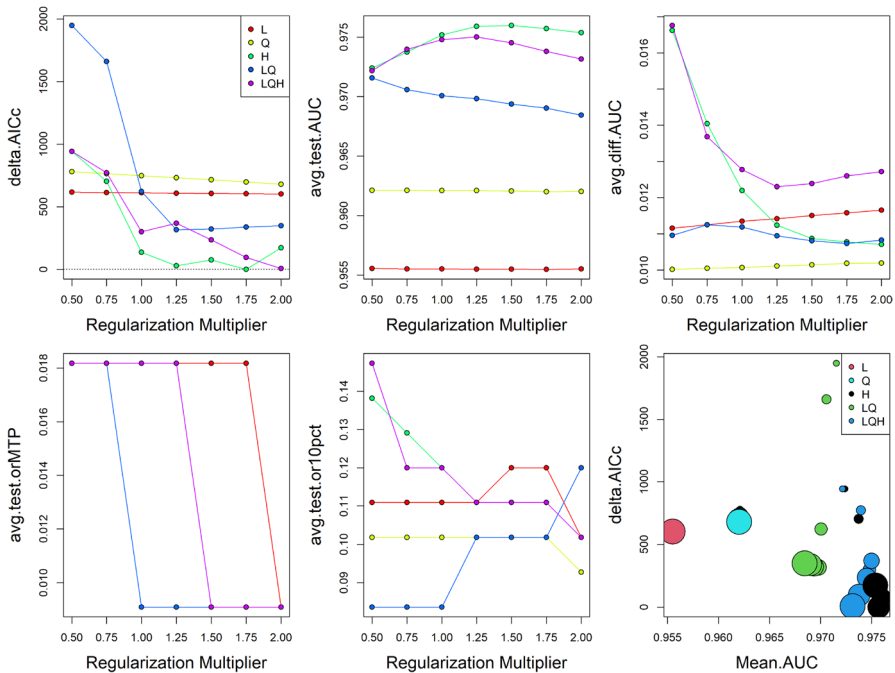 delta.AICc
0
500
1000
1500
2000
L
Q
H
LQ
LQH
0.50 0.75 1.00 1.25 1.50 1.75 2.00
Regularization Multiplier
avg.test.AUC
0.955
0.960
0.965
0.970
0.975
0.50 0.75 1.00 1.25 1.50 1.75 2.00
Regularization Multiplier
avg.diff.AUC
0.010
0.012
0.014
0.016
0.50 0.75 1.00 1.25 1.50 1.75 2.00
Regularization Multiplier
avg.test.orMTP
0.010
0.012
0.014
0.016
0.018
0.50 0.75 1.00 1.25 1.50 1.75 2.00
Regularization Multiplier
avg.test.or10pct
0.09
0.10
0.11
0.12
0.13
0.14
0.50 0.75 1.00 1.25 1.50 1.75 2.00
Regularization Multiplier
delta.AICc
0
500
1000
1500
2000
L
Q
H
LQ
LQH
0.955 0.960 0.965 0.970 0.975
Mean.AUC